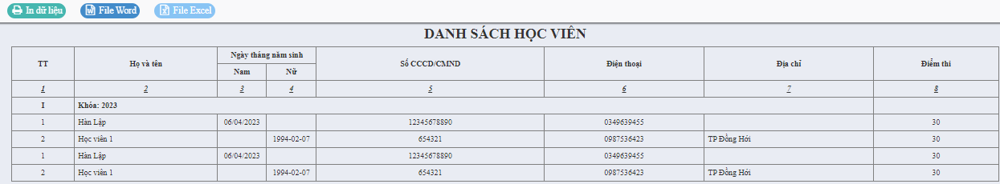 In dữ liệu File Word File Excel
DANH SÁCH HỌC VIÊN
TT Họ và tên Ngày tháng năm sinh Số CCCD/CMND Điện thoại Địa chỉ Điểm thi
Nam Nữ
1 2 3 4 5 6 7 8
I Khóa: 2023
1 Hàn Lập 06/04/2023 12345678890 0349639455 30
2 Học viên 1 1994-02-07 654321 0987536423 TP Đồng Hới 30
1 Hàn Lập 06/04/2023 12345678890 0349639455 30
2 Học viên 1 1994-02-07 654321 0987536423 TP Đồng Hới 30